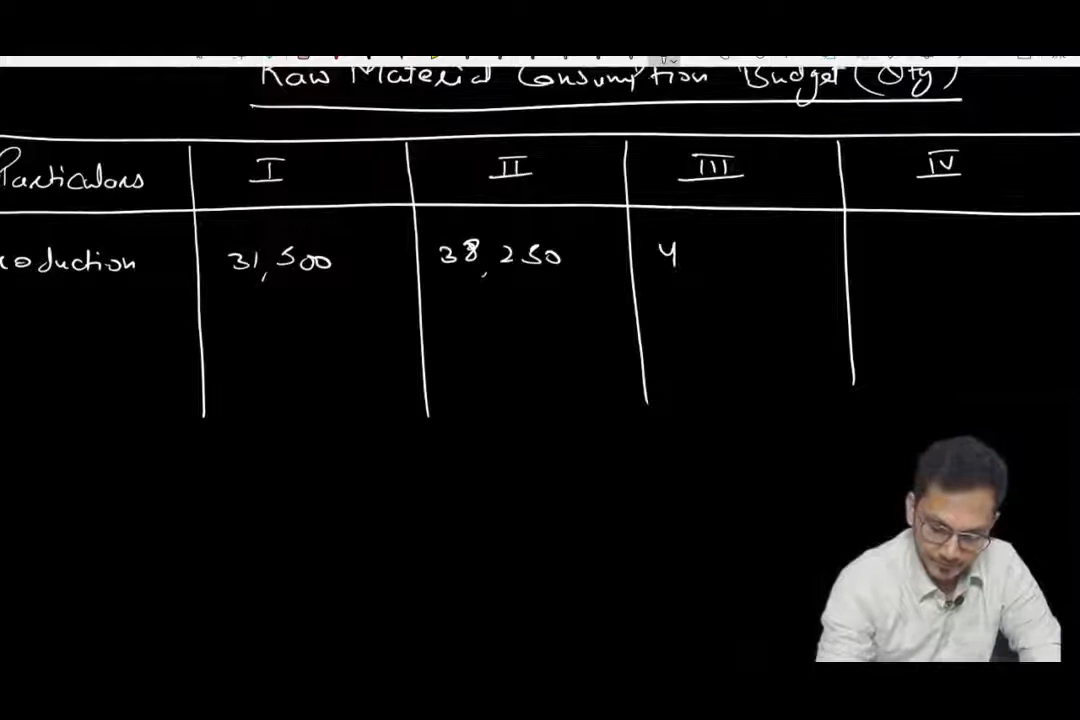 Raw Material Consumption Budget (Qty)
Particulars I II III IV
roduction 31,500 38,250 4